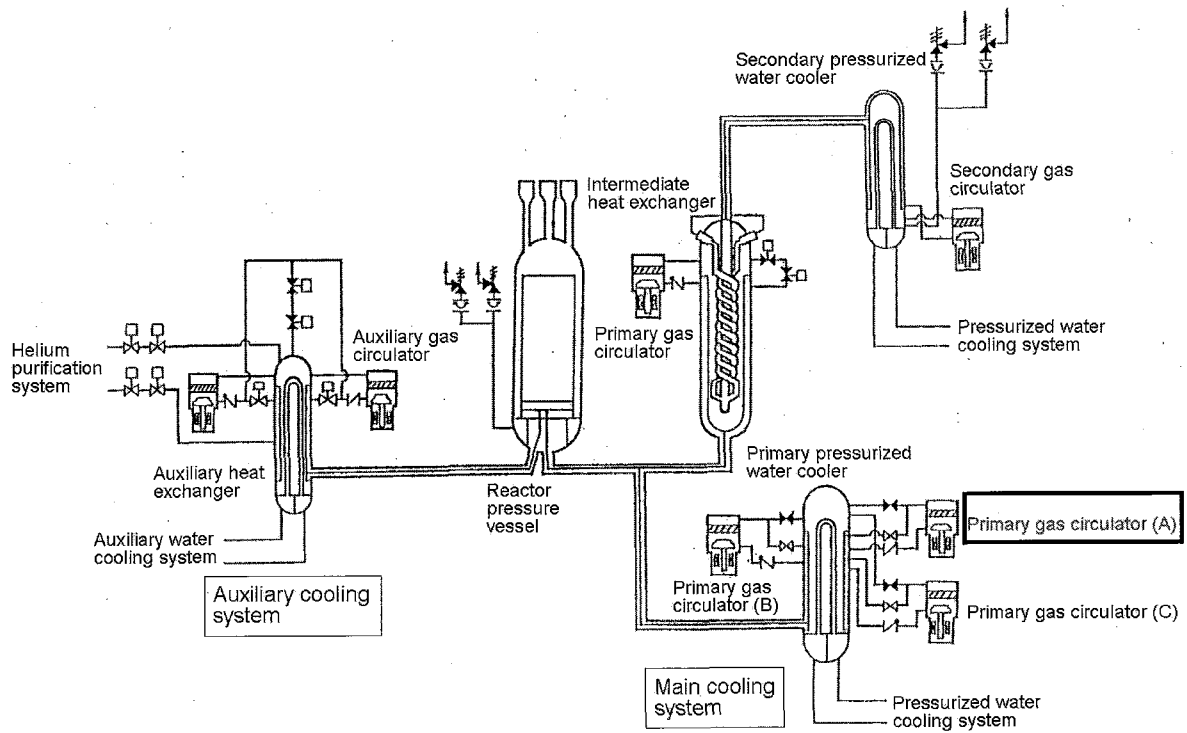 Secondary pressurized
water cooler
Secondary gas
circulator
Intermediate
heat exchanger
Primary gas
circulator
Pressurized water
cooling system
Auxiliary gas
circulator
Helium
purification
system
Auxiliary heat
exchanger
Reactor
pressure
vessel
Auxiliary water
cooling system
Auxiliary cooling
system
Primary pressurized
water cooler
Primary gas circulator (A)
Primary gas
circulator (B)
Primary gas circulator (C)
Main cooling
system
Pressurized water
cooling system